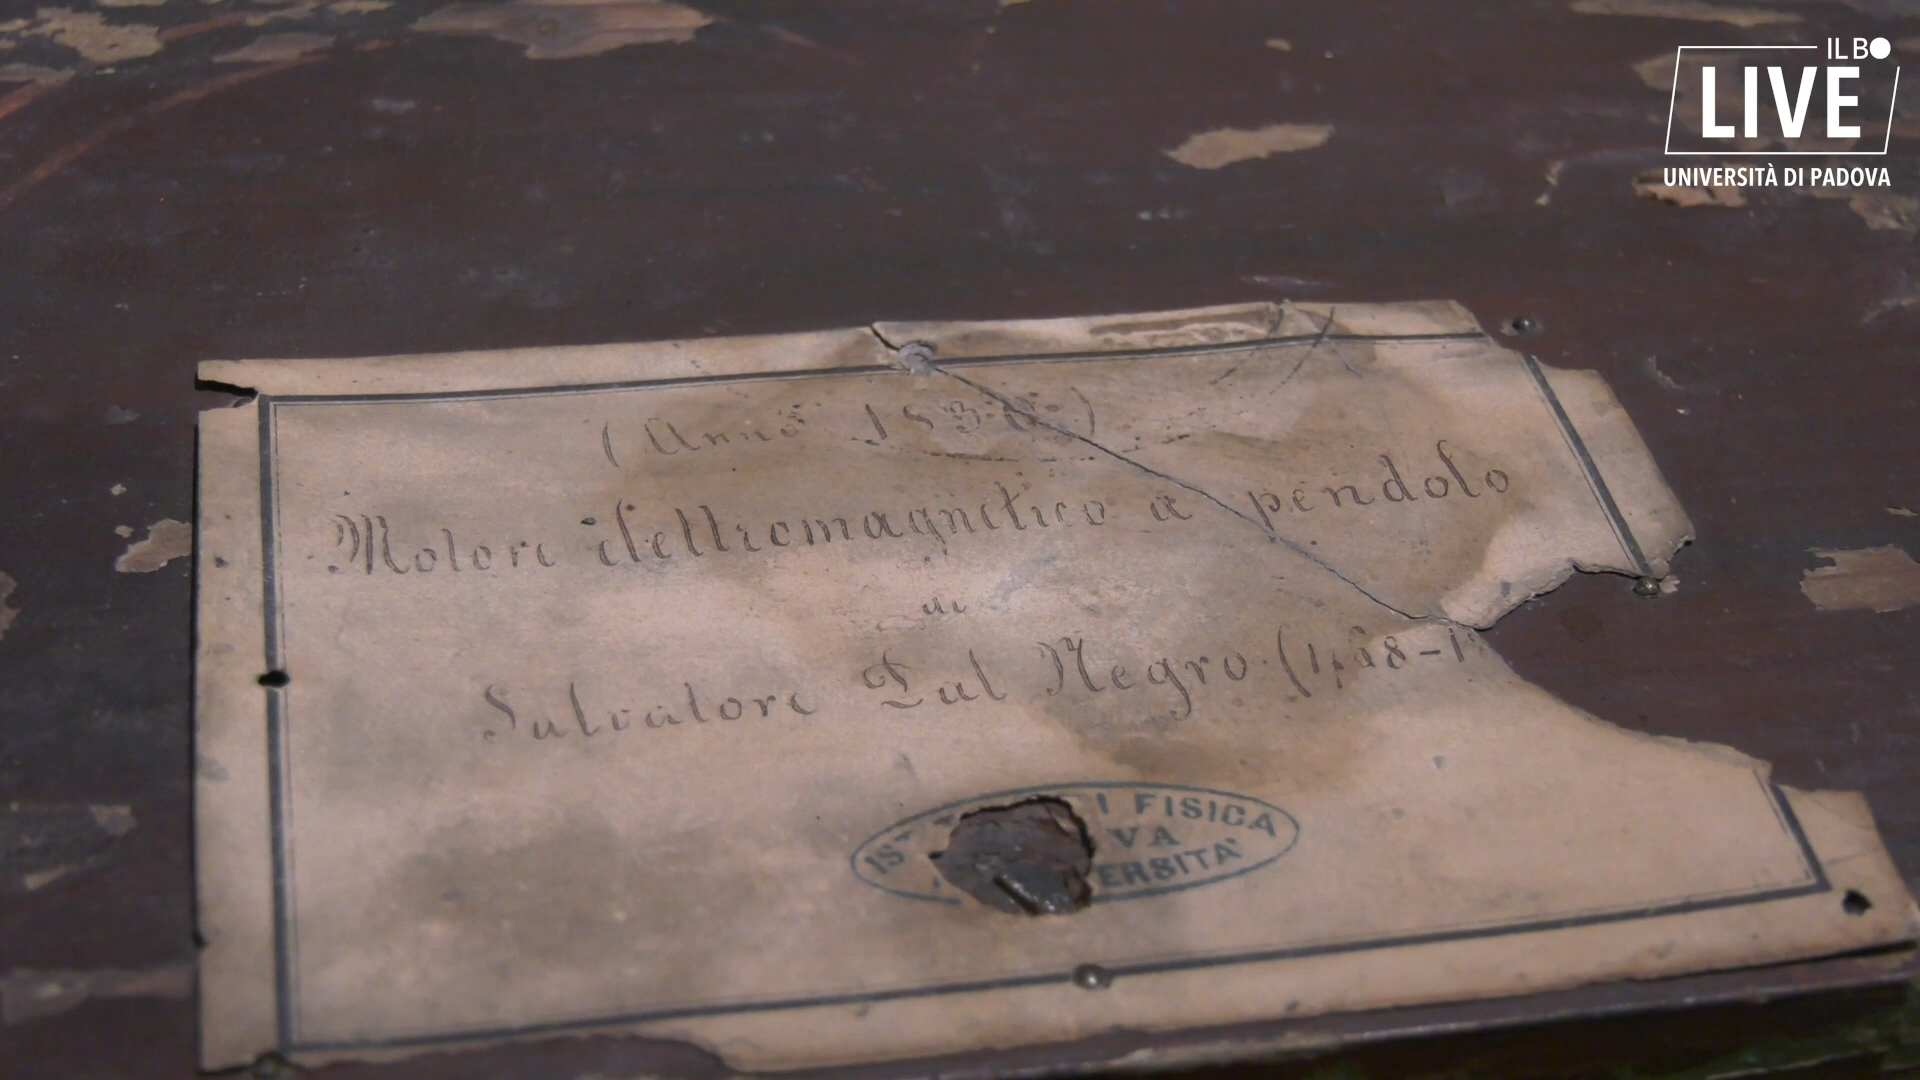 IL BO
LIVE
UNIVERSITÀ DI PADOVA
(Anno 1830)
Motore elettromagnetico a pendolo
di
Salvatore Dal Negro (1768-1
I FISICA
VA
ERSITA'